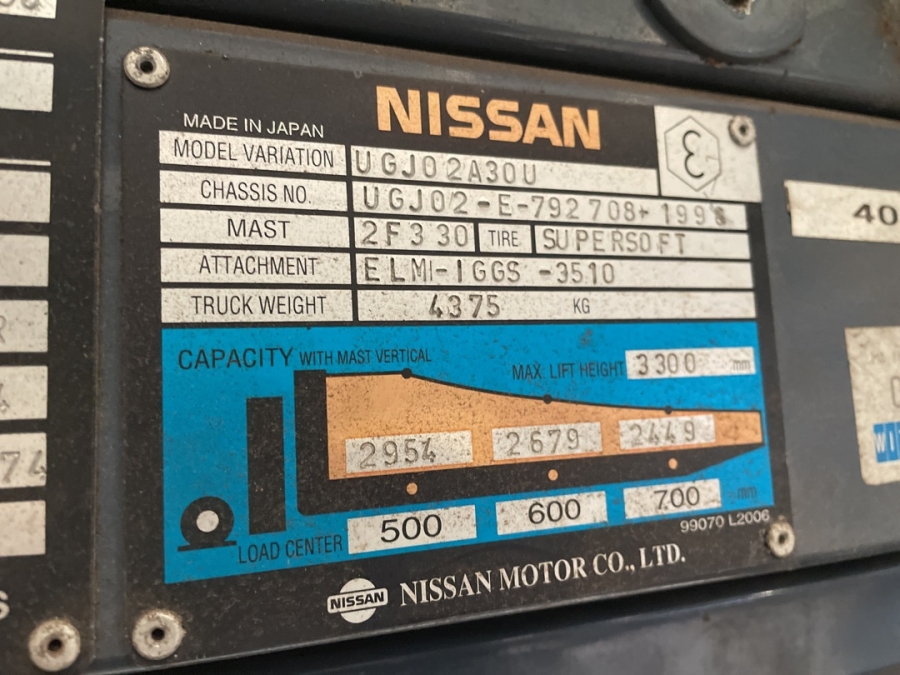 NISSAN
MADE IN JAPAN
MODEL VARIATION UGJ02A30U
CHASSIS NO. UGJ02-E-792708 1998
MAST 2F330 TIRE SUPERSOFT
ATTACHMENT ELMI-IGGS-3510
TRUCK WEIGHT 4375 KG
CAPACITY WITH MAST VERTICAL
MAX. LIFT HEIGHT 3300 mm
2954 2679 2449
LOAD CENTER 500 600 700 mm
99070 L2006
NISSAN NISSAN MOTOR CO., LTD.
40
74
S